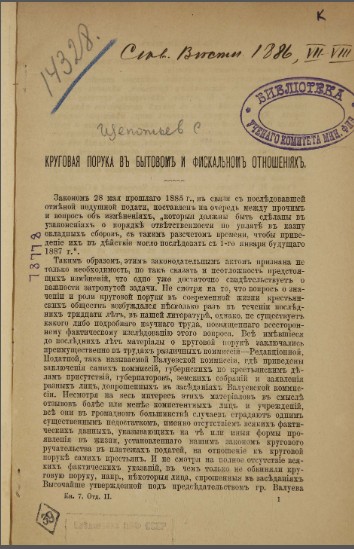 14328.
Сѣв. Вѣстн 1886, VII-VIII
К
БИБЛІОТЕКА
УЧЕНАГО КОМИТЕТА МИН. ФИН.
Щепотьев С
КРУГОВАЯ ПОРУКА ВЪ БЫТОВОМЪ И ФИСКАЛЬНОМЪ ОТНОШЕНІЯХЪ.
Закономъ 28 мая прошлаго 1885 г., въ связи съ послѣдовавшей
отмѣной подушной подати, поставленъ на очередь между прочимъ
и вопросъ объ измѣненіяхъ, „которыя должны быть сдѣланы въ
узаконеніяхъ о порядкѣ отвѣтственности по уплатѣ въ казну
окладныхъ сборовъ, съ такимъ разсчетомъ времени, чтобы приве-
деніе ихъ въ дѣйствіе могло послѣдовать съ 1-го января будущаго
1887 г.“.
Такимъ образомъ, этимъ законодательнымъ актомъ признана не
только необходимость, но такъ сказать и неотложность предстоя-
щихъ измѣненій, что одно уже достаточно свидѣтельствуетъ о
важности затронутой задачи. Не смотря на то, что вопросъ о зна-
ченіи и роли круговой поруки въ современной жизни крестьян-
скихъ обществъ возбуждался нѣсколько разъ въ теченіи послѣд-
нихъ тридцати лѣтъ, въ нашей литературѣ, однако, не существуетъ
какого либо подробнаго научнаго труда, посвященнаго всесторон-
нему фактическому изслѣдованію этого вопроса. Всѣ имѣвшіеся
до послѣднихъ лѣтъ матеріалы о круговой порукѣ заключались
преимущественно въ трудахъ различныхъ коммиссій—Редакціонной,
Податной, такъ называемой Валуевской коммиссіи, гдѣ приведены
заключенія самихъ коммиссій, губернскихъ по крестьянскимъ дѣ-
ламъ присутствій, губернаторовъ, земскихъ собраній и заявленія
разныхъ лицъ, допрошенныхъ въ засѣданіяхъ Валуевской коммис-
сіи. Несмотря на весь интересъ этихъ матеріаловъ въ смыслѣ
отзывовъ болѣе или менѣе компетентныхъ лицъ и учрежденій,
всѣ они въ громадномъ большинствѣ случаевъ страдаютъ однимъ
существеннымъ недостаткомъ, именно отсутствіемъ всякихъ факти-
ческихъ данныхъ, указывающихъ на тѣ или иныя формы про-
явленія въ жизни, установленнаго нашимъ закономъ круговаго
ручательства въ платежахъ податей, на отношеніе къ круговой
порукѣ самихъ крестьянъ. И не смотря на полное отсутствіе вся-
кихъ фактическихъ указаній, въ чемъ только не обвиняли кру-
говую поруку, напр., нѣкоторыя лица, спрошенныя въ засѣданіяхъ
Высочайше утвержденной подъ предсѣдательствомъ гр. Валуева
Кн. 7. Отд. II.
1